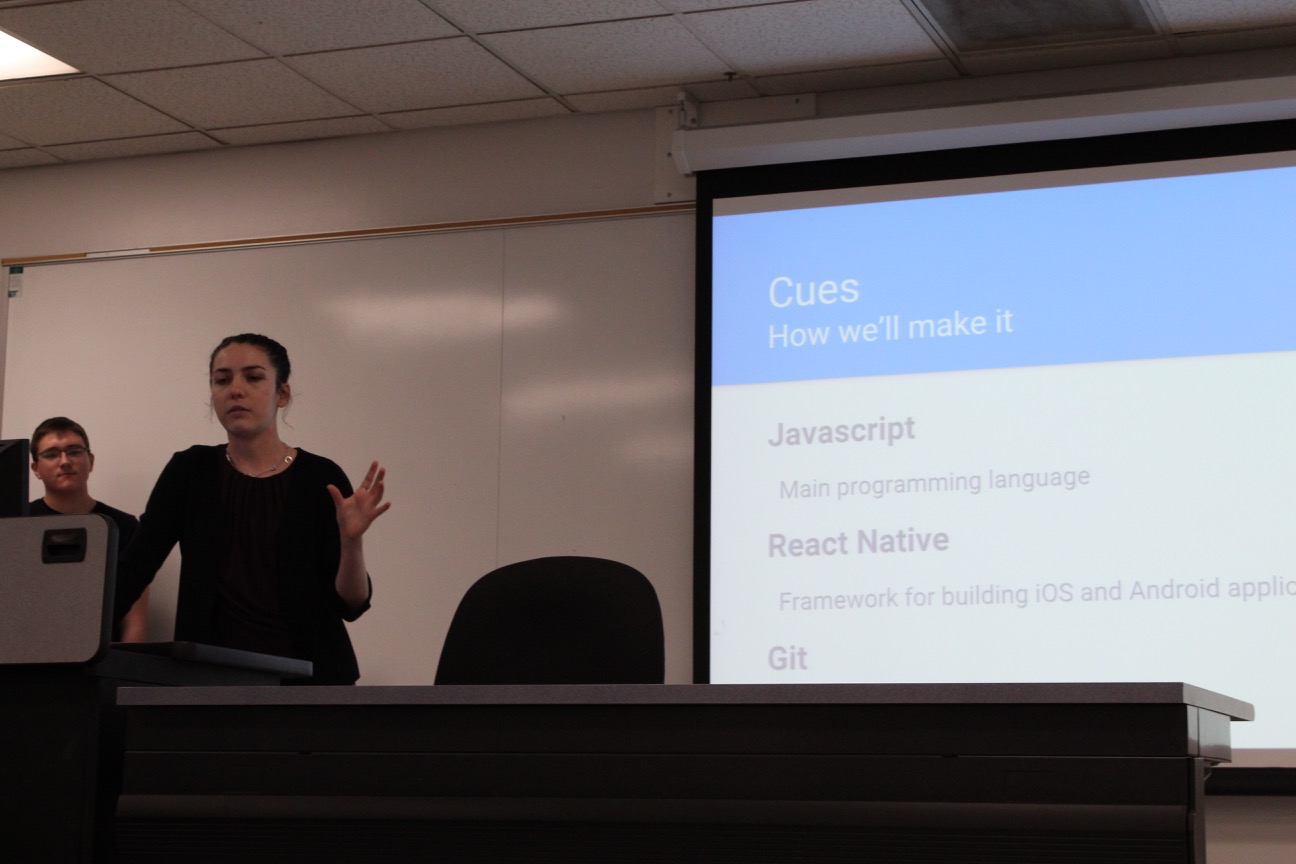 Cues
How we'll make it
Javascript
Main programming language
React Native
Framework for building iOS and Android applic
Git